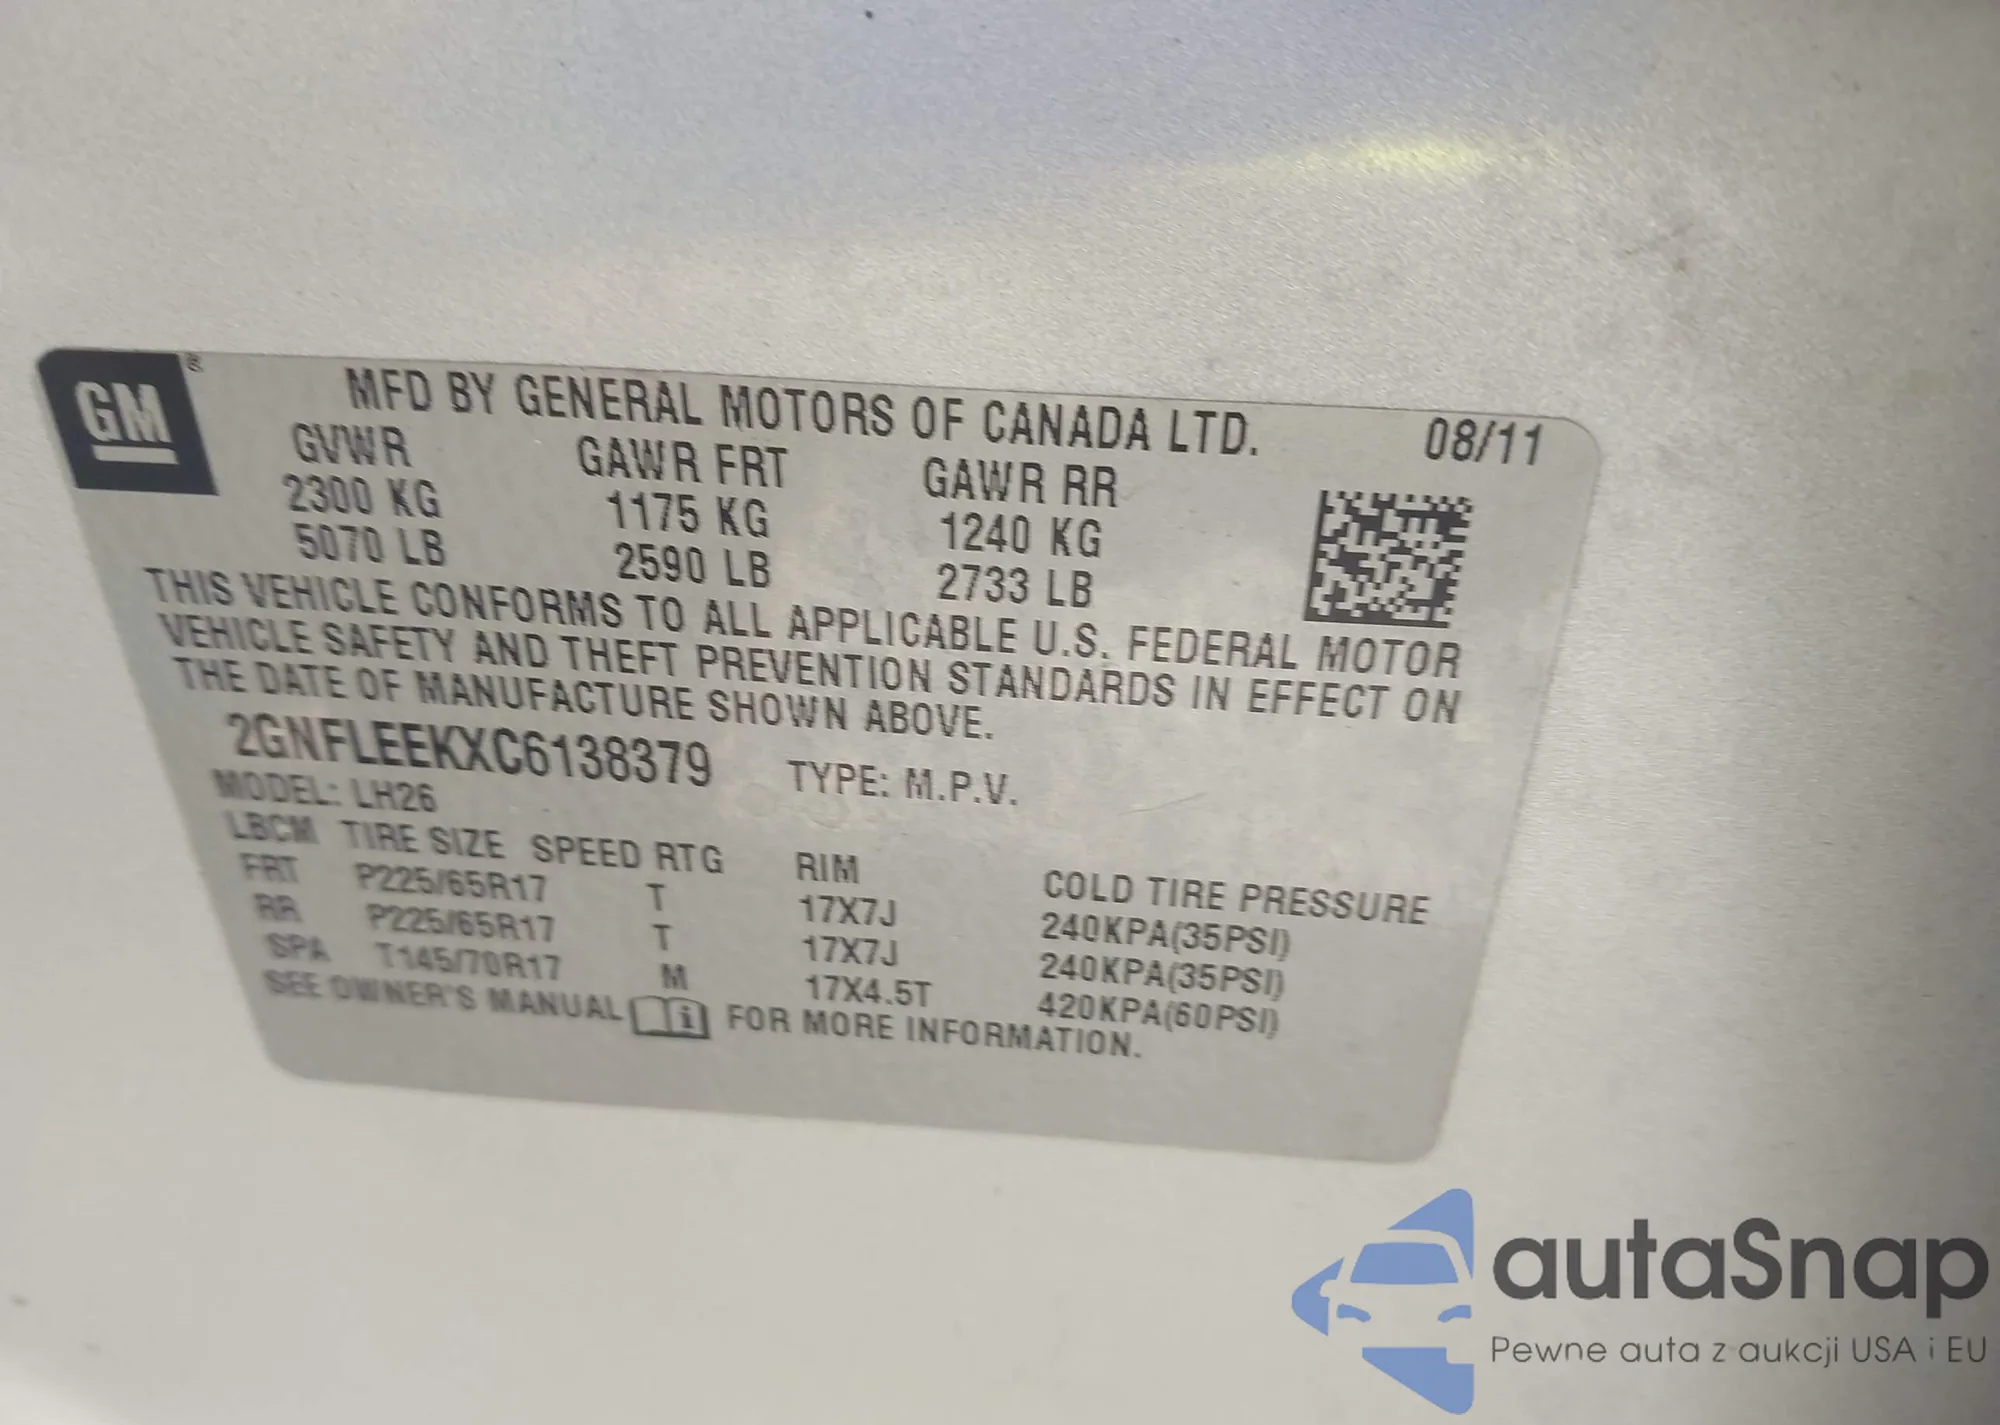 GM®
MFD BY GENERAL MOTORS OF CANADA LTD. 08/11
GVWR GAWR FRT GAWR RR
2300 KG 1175 KG 1240 KG
5070 LB 2590 LB 2733 LB
THIS VEHICLE CONFORMS TO ALL APPLICABLE U.S. FEDERAL MOTOR
VEHICLE SAFETY AND THEFT PREVENTION STANDARDS IN EFFECT ON
THE DATE OF MANUFACTURE SHOWN ABOVE.
2GNFLEEKXC6138379 TYPE: M.P.V.
MODEL: LH26
LBCM TIRE SIZE SPEED RTG RIM COLD TIRE PRESSURE
FRT P225/65R17 T 17X7J 240KPA(35PSI)
RR P225/65R17 T 17X7J 240KPA(35PSI)
SPA T145/70R17 M 17X4.5T 420KPA(60PSI)
SEE OWNER'S MANUAL i FOR MORE INFORMATION.
autaSnap
Pewne auta z aukcji USA i EU